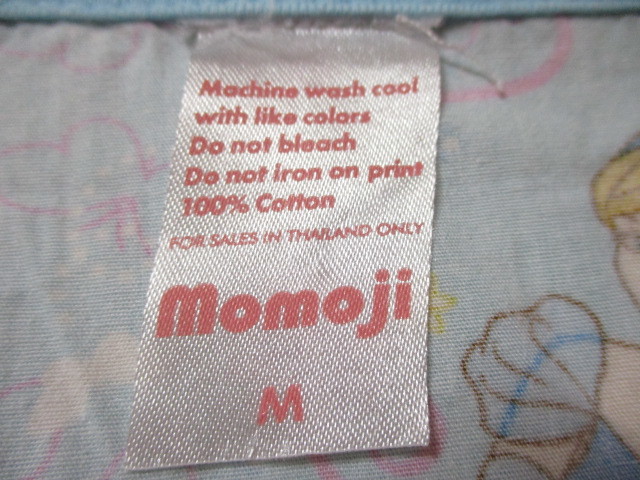 Machine wash cool
with like colors
Do not bleach
Do not iron on print
100% Cotton
FOR SALES IN THAILAND ONLY
Momoji
M